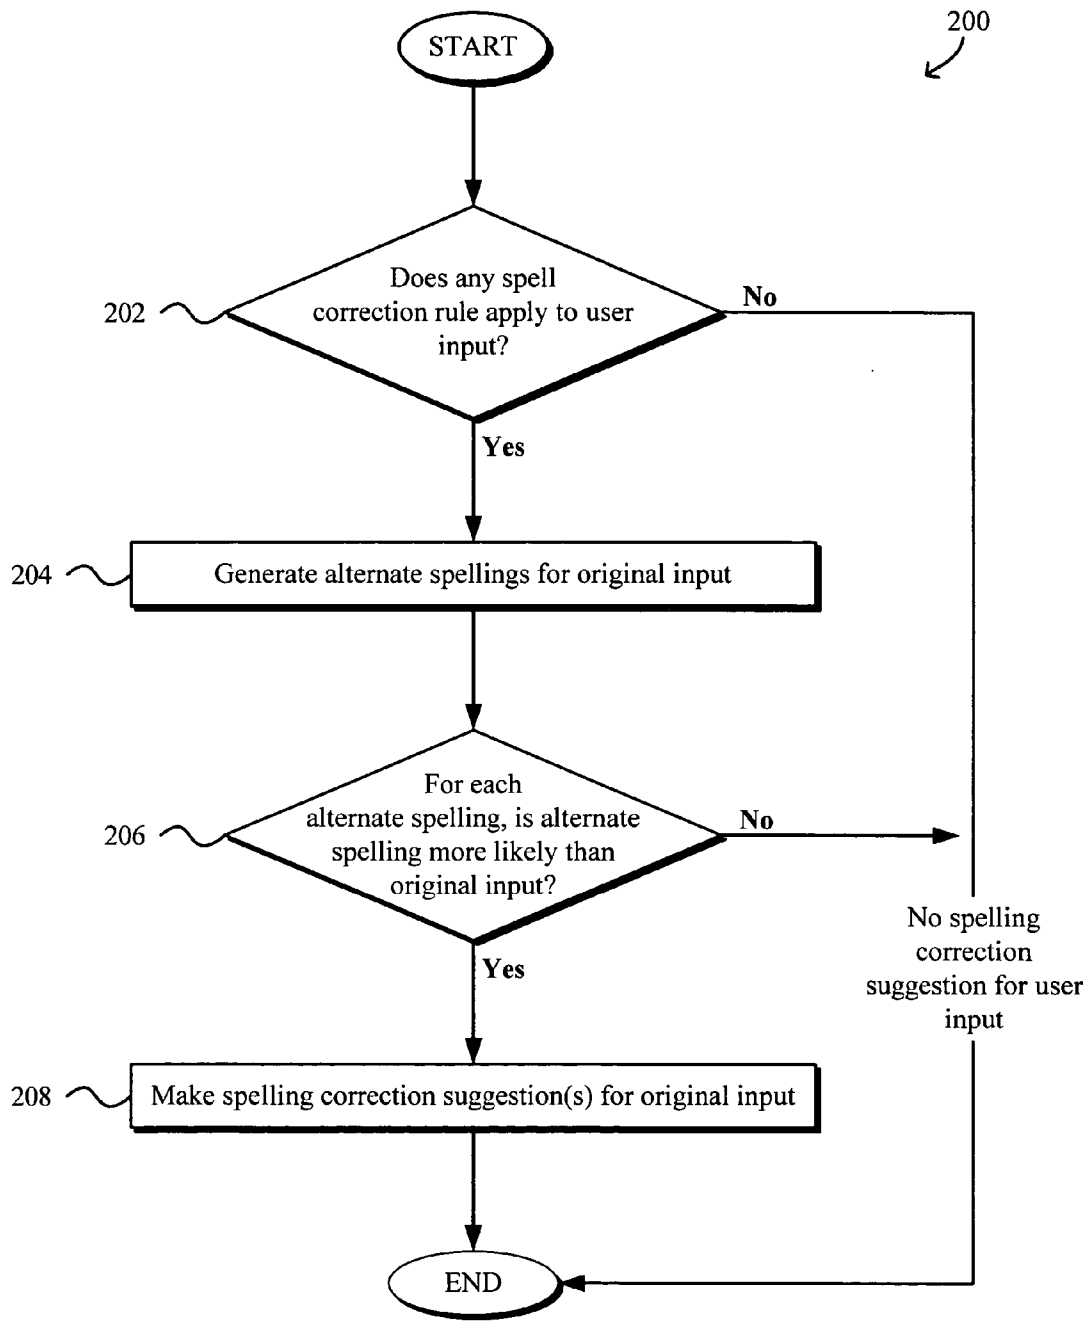 START
200
Does any spell
correction rule apply to user
input?
202
No
Yes
204
Generate alternate spellings for original input
For each
alternate spelling, is alternate
spelling more likely than
original input?
206
No
Yes
No spelling
correction
suggestion for user
input
208
Make spelling correction suggestion(s) for original input
END